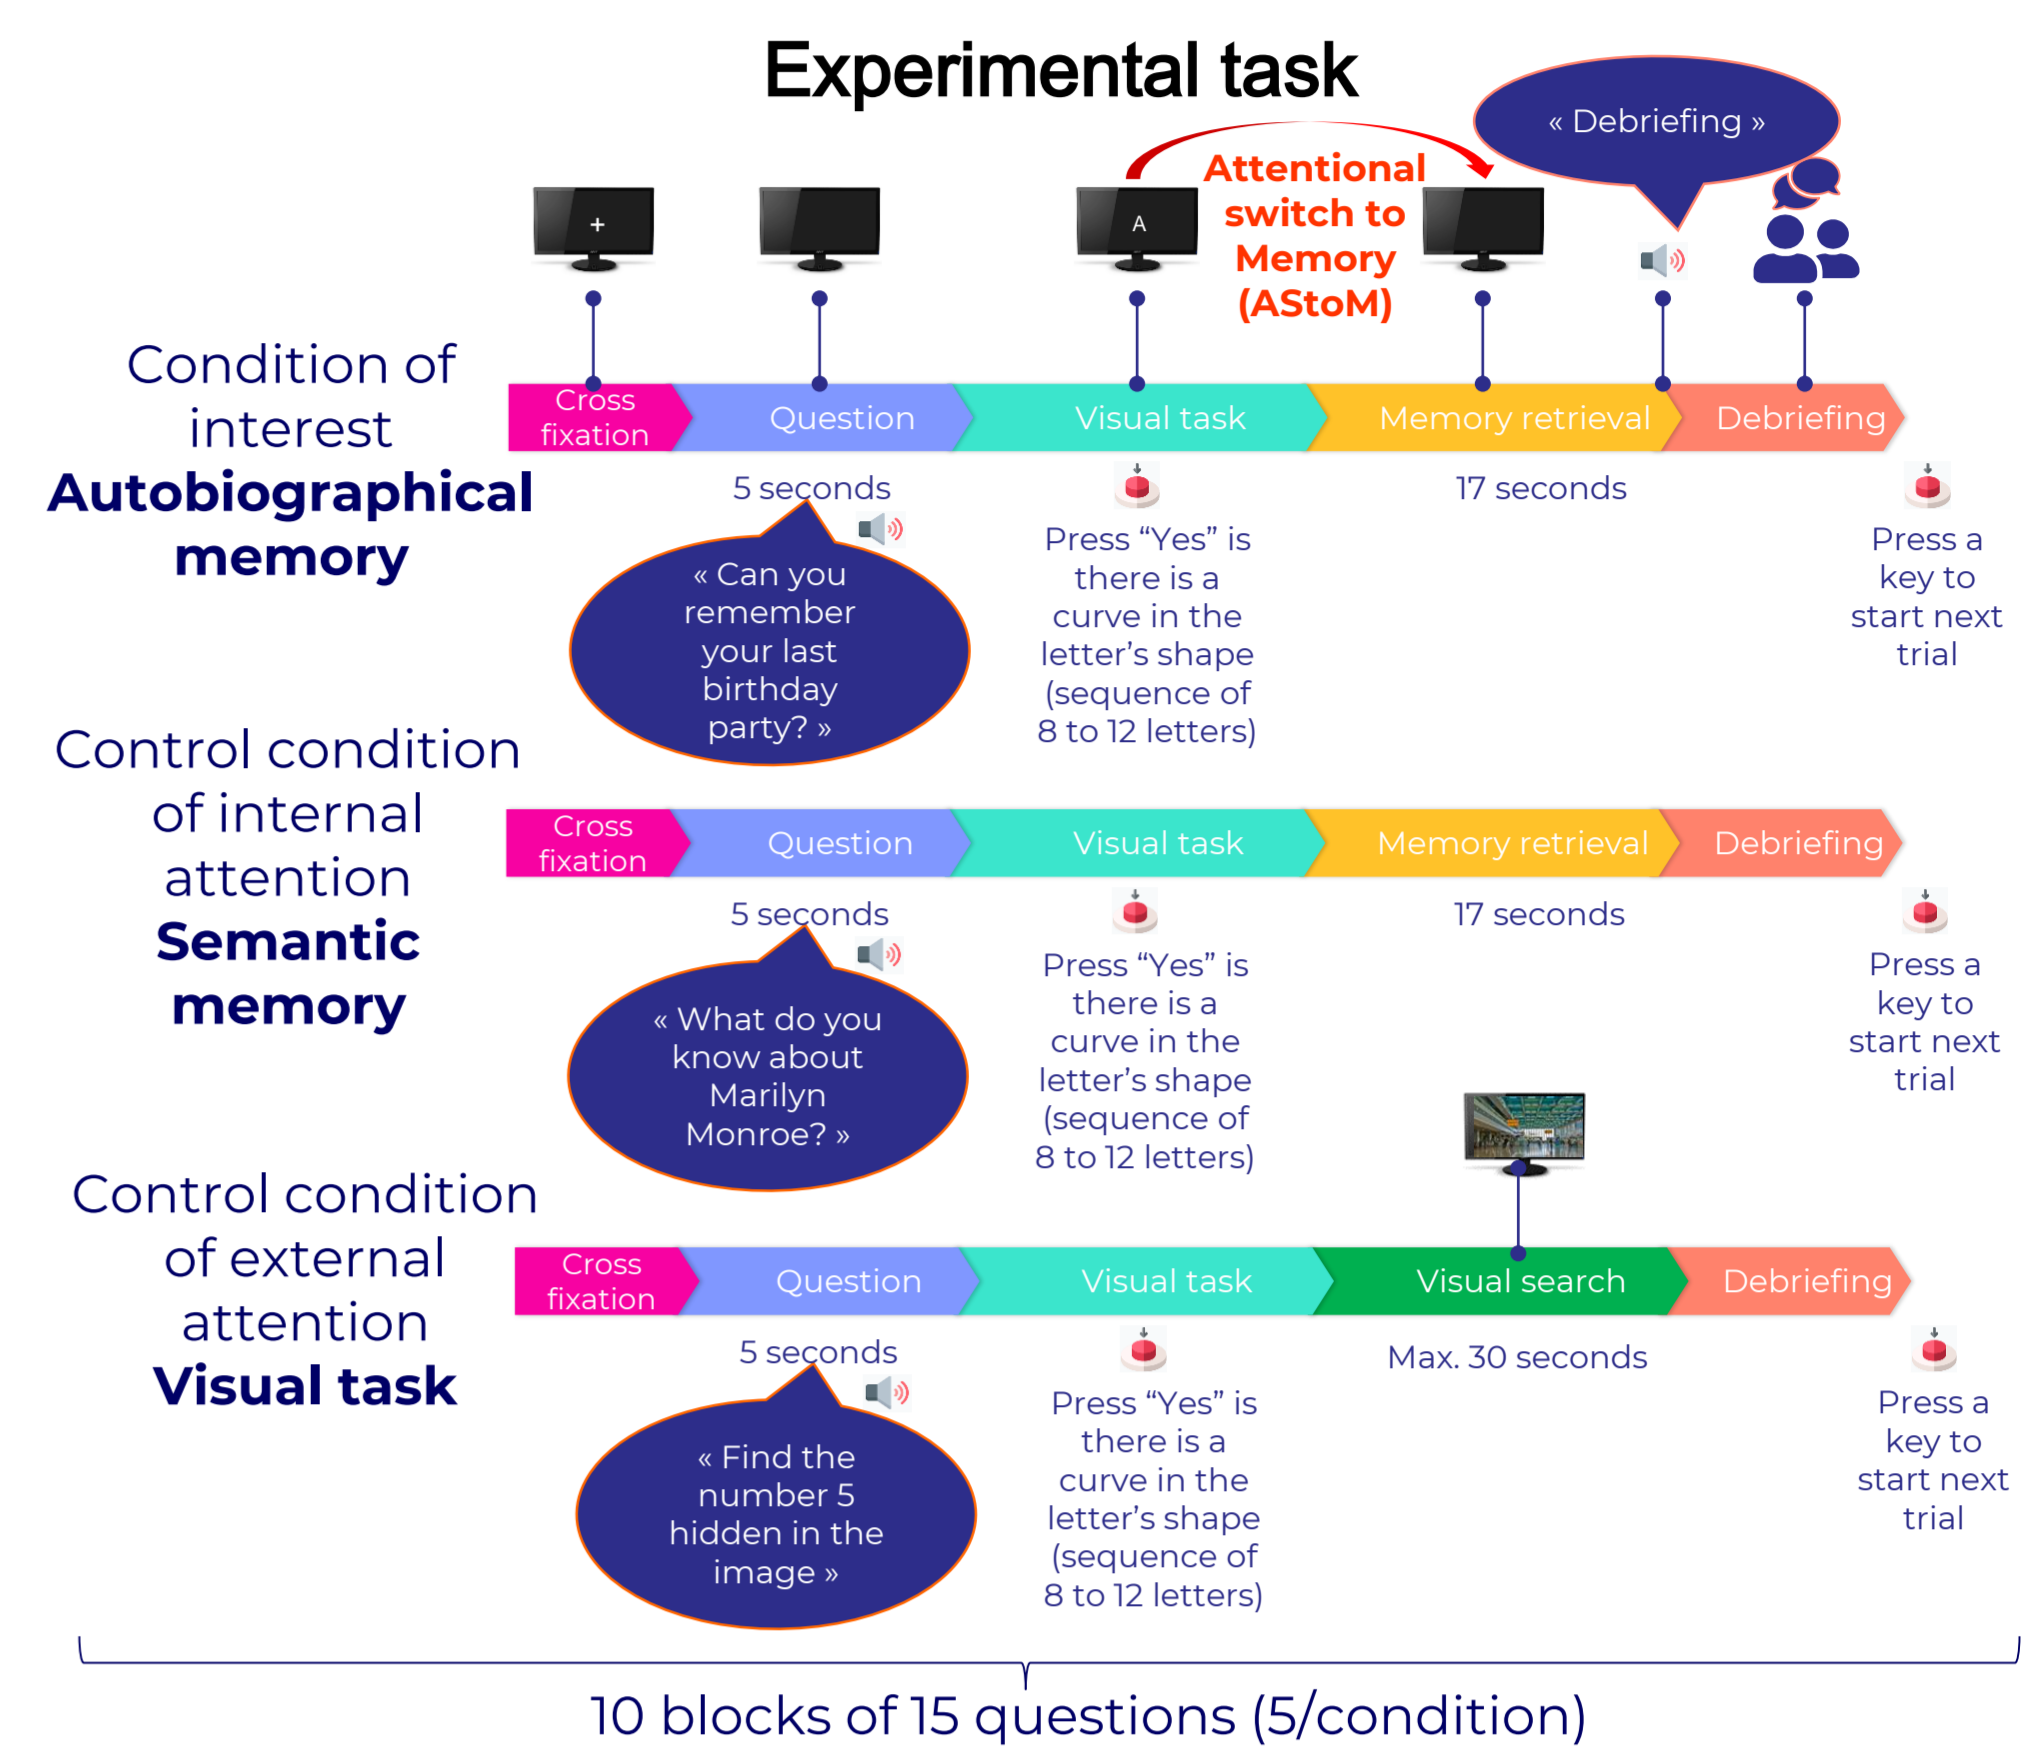 Experimental task
« Debriefing »
+
A
Attentional
switch to
Memory
(AStoM)
Condition of
interest
Autobiographical
memory
Cross
fixation
Question
Visual task
Memory retrieval
Debriefing
5 seconds
17 seconds
« Can you
remember
your last
birthday
party? »
Press “Yes” is
there is a
curve in the
letter’s shape
(sequence of
8 to 12 letters)
Press a
key to
start next
trial
Control condition
of internal
attention
Semantic
memory
Cross
fixation
Question
Visual task
Memory retrieval
Debriefing
5 seconds
17 seconds
« What do you
know about
Marilyn
Monroe? »
Press “Yes” is
there is a
curve in the
letter’s shape
(sequence of
8 to 12 letters)
Press a
key to
start next
trial
Control condition
of external
attention
Visual task
Cross
fixation
Question
Visual task
Visual search
Debriefing
5 seconds
Max. 30 seconds
« Find the
number 5
hidden in the
image »
Press “Yes” is
there is a
curve in the
letter’s shape
(sequence of
8 to 12 letters)
Press a
key to
start next
trial
10 blocks of 15 questions (5/condition)